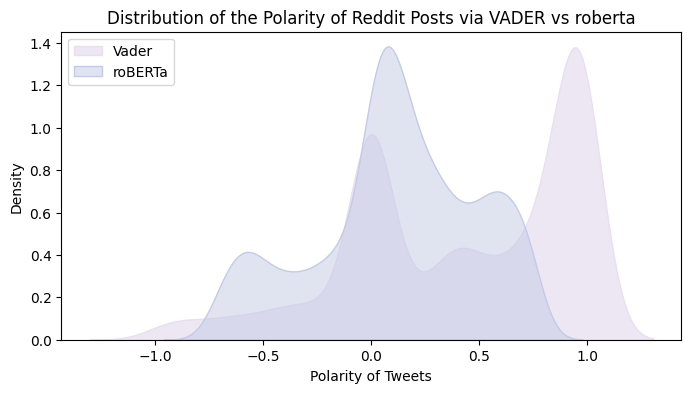 Distribution of the Polarity of Reddit Posts via VADER vs roberta
Vader
roBERTa
Density
1.4
1.2
1.0
0.8
0.6
0.4
0.2
0.0
−1.0 −0.5 0.0 0.5 1.0
Polarity of Tweets